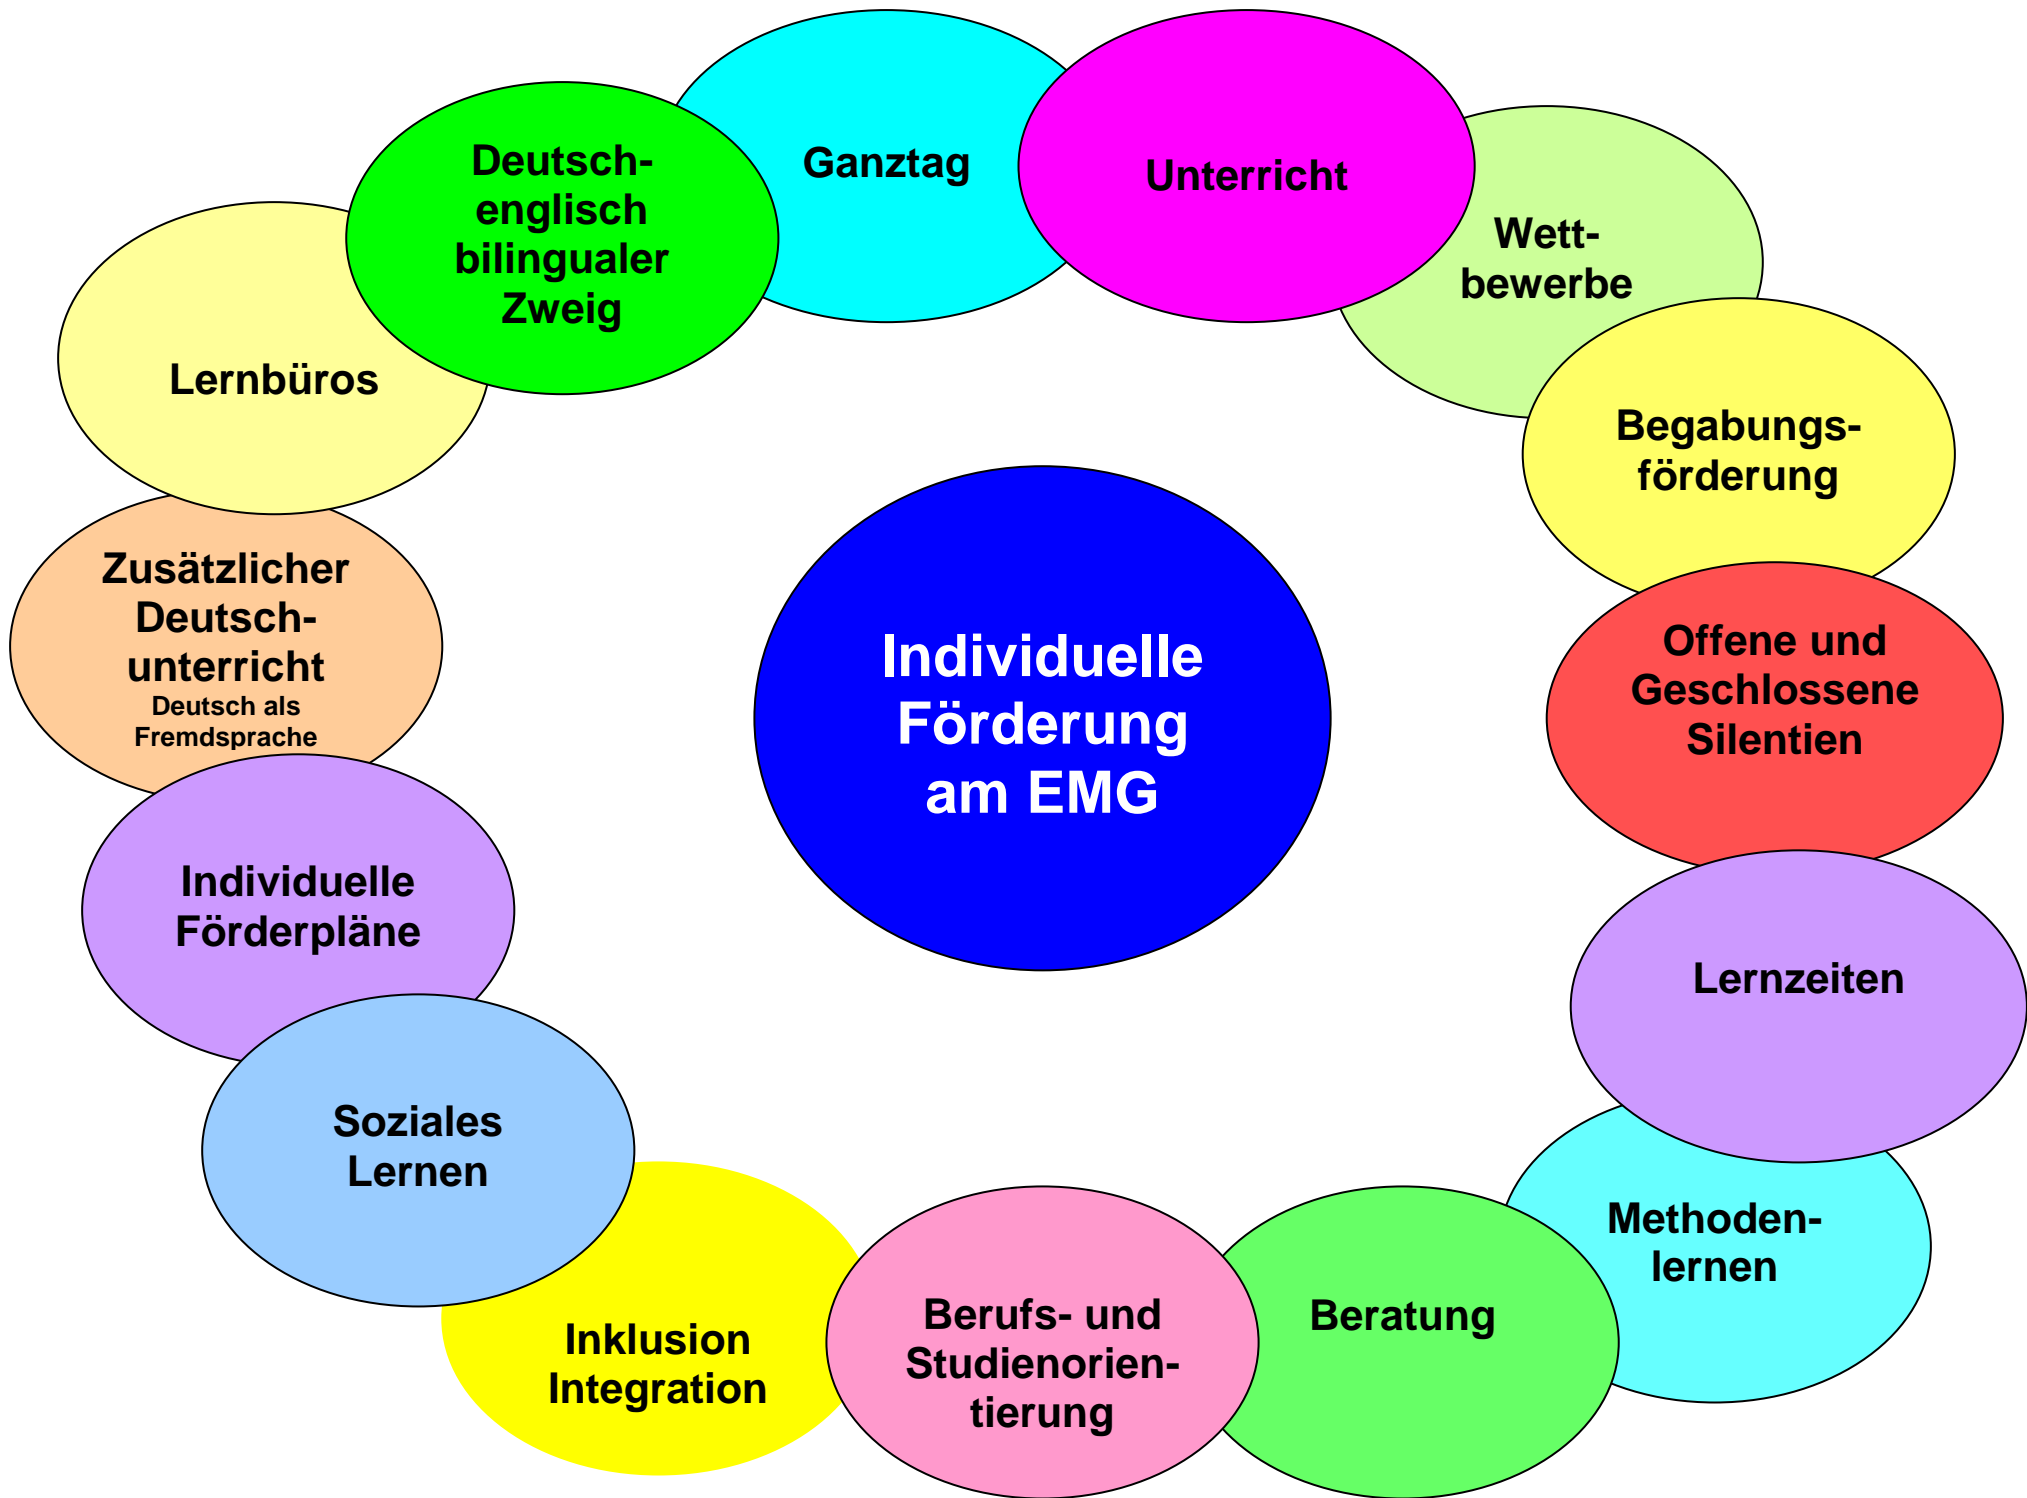 Ganztag
Unterricht
Wett-
bewerbe
Begabungs-
förderung
Offene und
Geschlossene
Silentien
Lernzeiten
Methoden-
lernen
Beratung
Berufs- und
Studienorien-
tierung
Inklusion
Integration
Soziales
Lernen
Individuelle
Förderpläne
Zusätzlicher
Deutsch-
unterricht
Deutsch als
Fremdsprache
Lernbüros
Deutsch-
englisch
bilingualer
Zweig
Individuelle
Förderung
am EMG